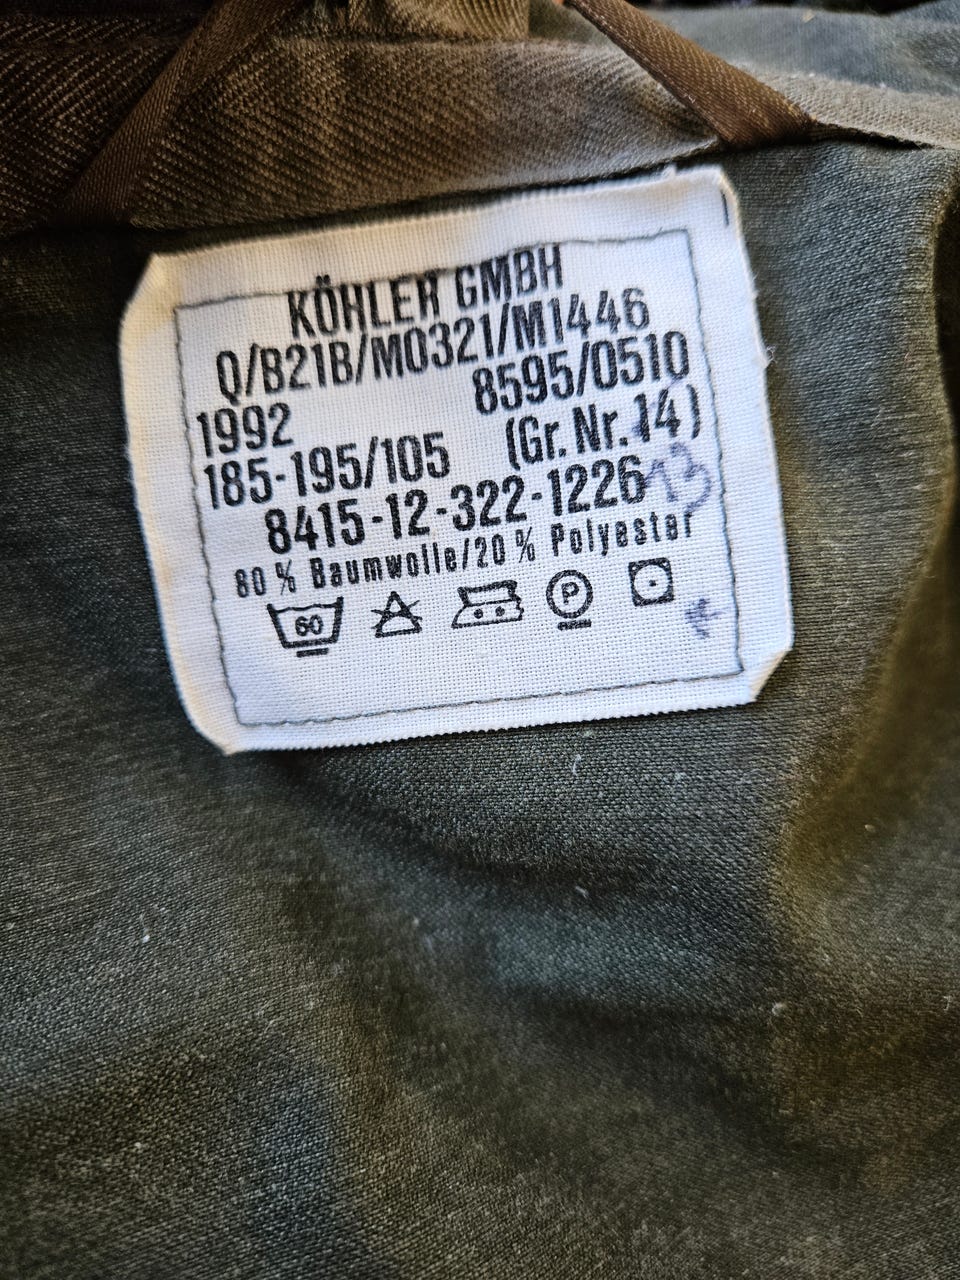 KÖHLER GMBH
Q/B21B/M0321/M1446
1992 8595/0510
185-195/105 (Gr. Nr. 14)
13
8415-12-322-1226
80 % Baumwolle/20 % Polyester
60 P